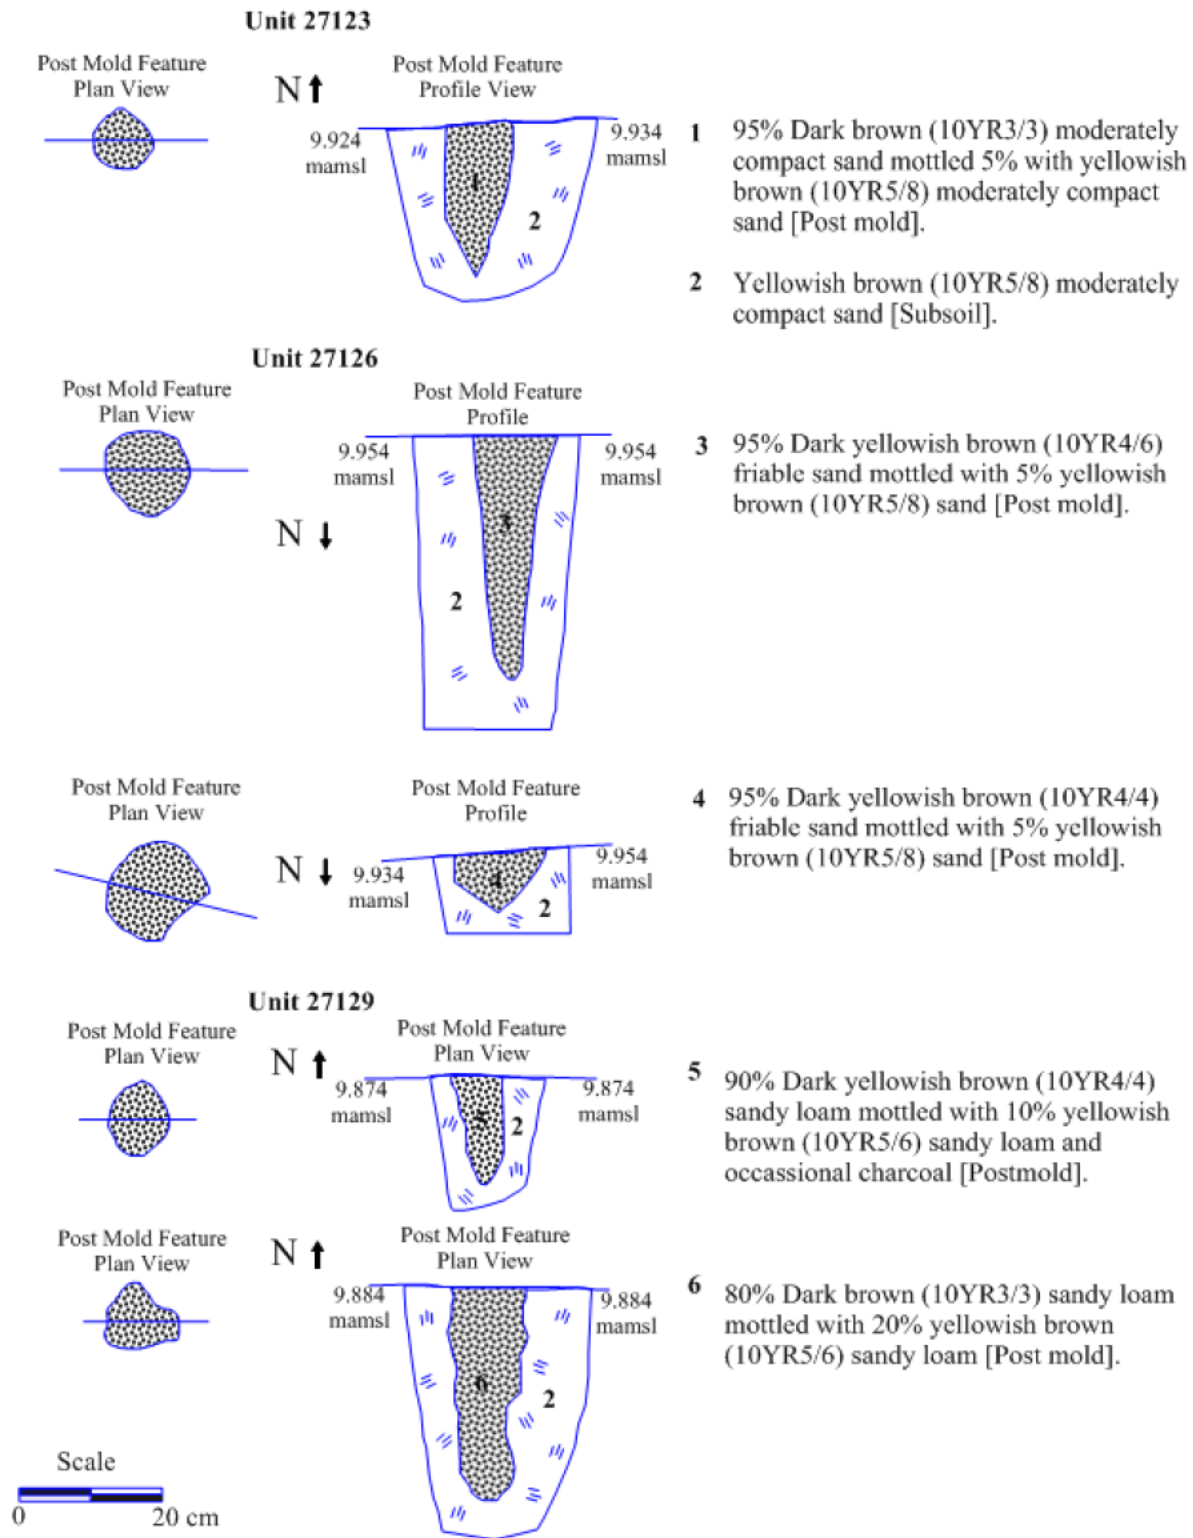 Unit 27123
Post Mold Feature
Plan View
N
Post Mold Feature
Profile View
9.924
mamsl
9.934
mamsl
1
2
1 95% Dark brown (10YR3/3) moderately
compact sand mottled 5% with yellowish
brown (10YR5/8) moderately compact
sand [Post mold].
2 Yellowish brown (10YR5/8) moderately
compact sand [Subsoil].
Unit 27126
Post Mold Feature
Plan View
N
Post Mold Feature
Profile
9.954
mamsl
9.954
mamsl
3
2
3 95% Dark yellowish brown (10YR4/6)
friable sand mottled with 5% yellowish
brown (10YR5/8) sand [Post mold].
Post Mold Feature
Plan View
N
Post Mold Feature
Profile
9.934
mamsl
9.954
mamsl
4
2
4 95% Dark yellowish brown (10YR4/4)
friable sand mottled with 5% yellowish
brown (10YR5/8) sand [Post mold].
Unit 27129
Post Mold Feature
Plan View
N
Post Mold Feature
Plan View
9.874
mamsl
9.874
mamsl
5
2
5 90% Dark yellowish brown (10YR4/4)
sandy loam mottled with 10% yellowish
brown (10YR5/6) sandy loam and
occassional charcoal [Postmold].
Post Mold Feature
Plan View
N
Post Mold Feature
Plan View
9.884
mamsl
9.884
mamsl
6
2
6 80% Dark brown (10YR3/3) sandy loam
mottled with 20% yellowish brown
(10YR5/6) sandy loam [Post mold].
Scale
0 20 cm